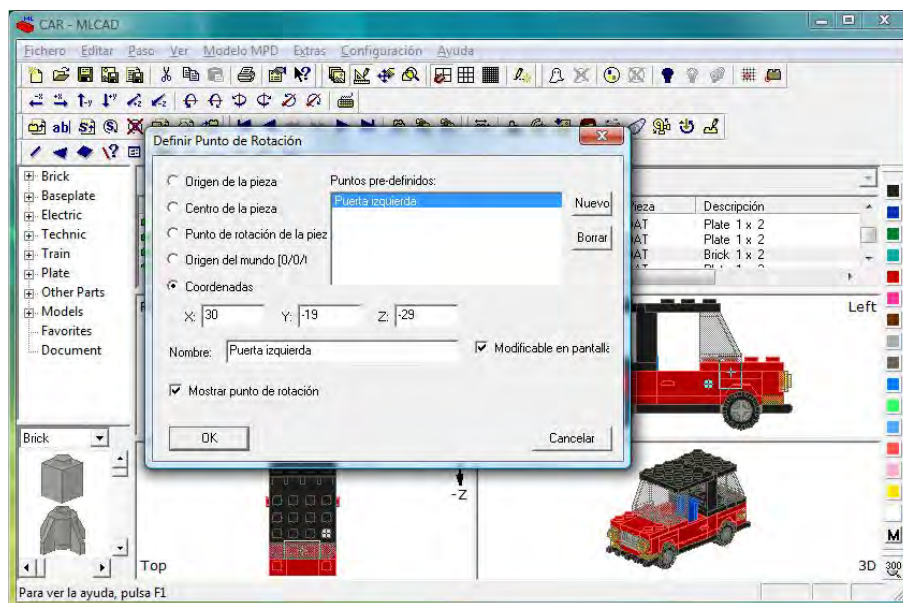 CAR - MLCAD
Fichero Editar Paso Ver Modelo MPD Extras Configuración Ayuda
Definir Punto de Rotación
Origen de la pieza
Centro de la pieza
Punto de rotación de la piez
Origen del mundo [0/0/
Coordenadas
Puntos pre-definidos:
Puerta izquierda
Nuevo
Borrar
X: 30 Y: -19 Z: -29
Nombre: Puerta izquierda
Modificable en pantalla
Mostrar punto de rotación
OK
Cancelar
Brick
Baseplate
Electric
Technic
Train
Plate
Other Parts
Models
Favorites
Document
ieza Descripción
AT Plate 1 x 2
AT Plate 1 x 2
AT Brick 1 x 2
Left
Brick
-Z
Top
3D
M
300
Para ver la ayuda, pulsa F1